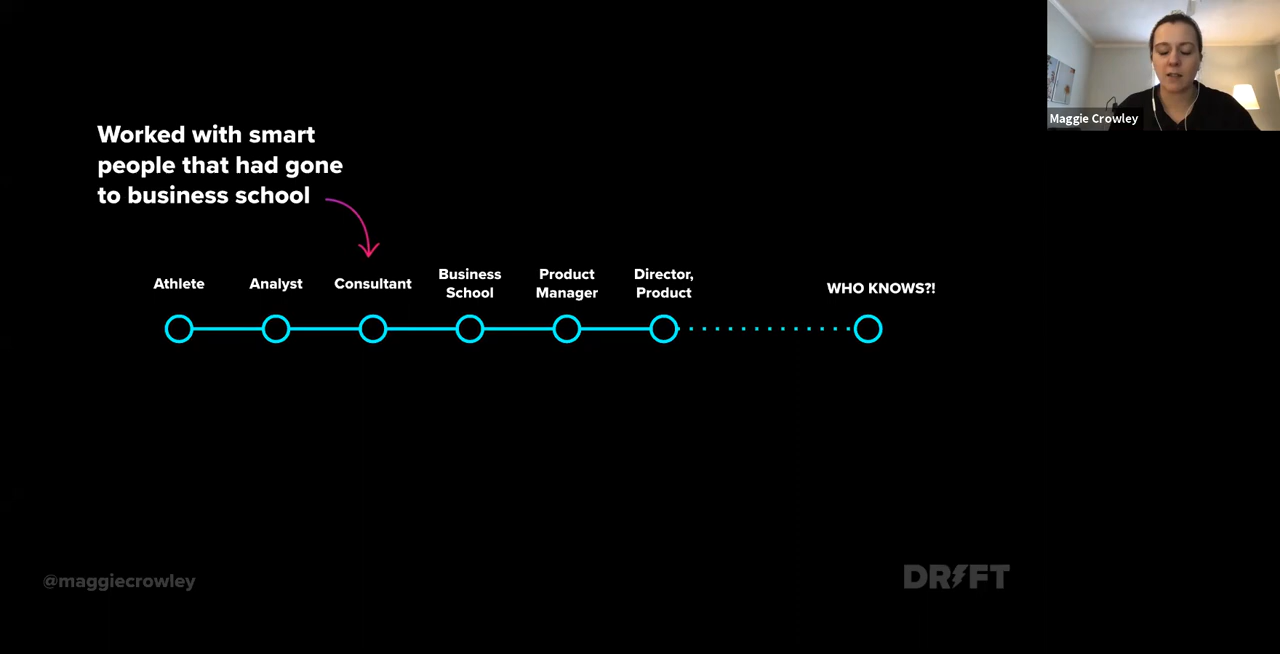 Maggie Crowley
Worked with smart
people that had gone
to business school
Athlete
Analyst
Consultant
Business
School
Product
Manager
Director,
Product
WHO KNOWS?!
@maggiecrowley
DRIFT